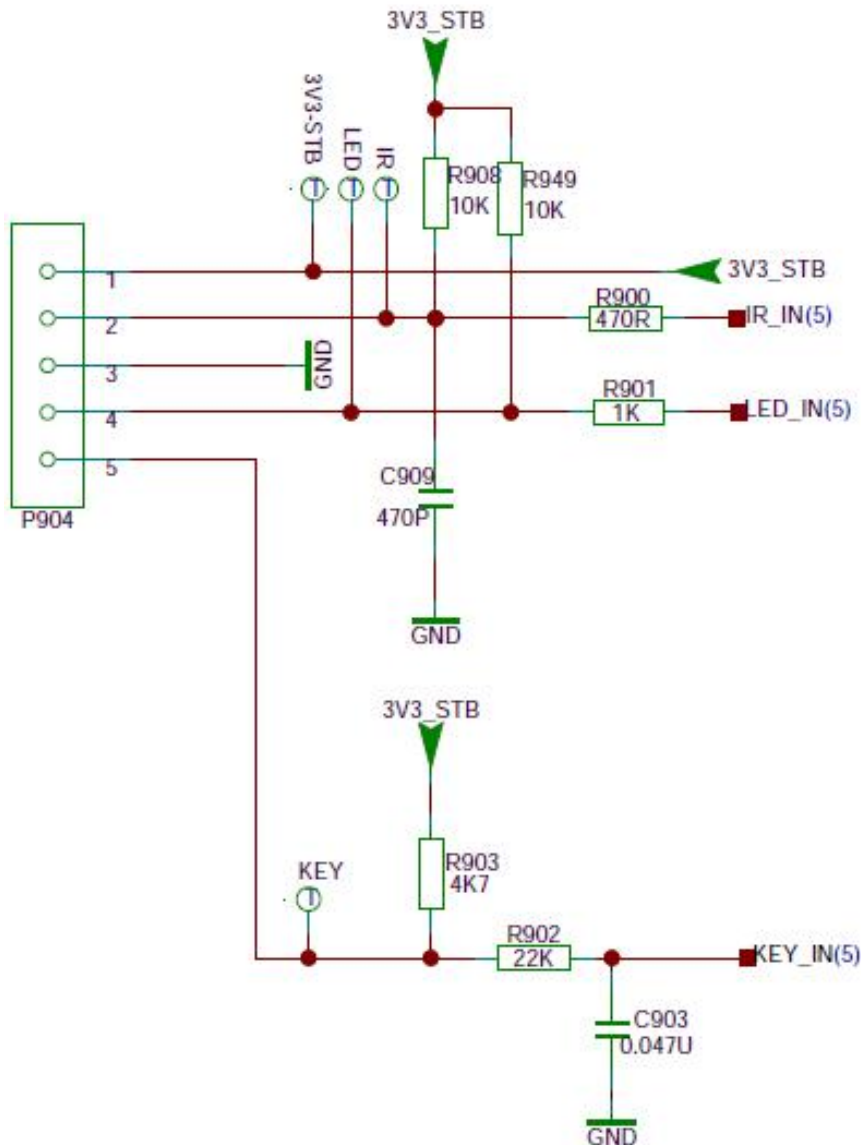 3V3_STB
3V3-STB
LED
IR
R908
10K
R949
10K
1
3V3_STB
2
R900
470R
IR_IN(5)
3
GND
4
R901
1K
LED_IN(5)
5
P904
C909
470P
GND
3V3_STB
KEY
R903
4K7
R902
22K
KEY_IN(5)
C903
0.047U
GND
T
T
T
T